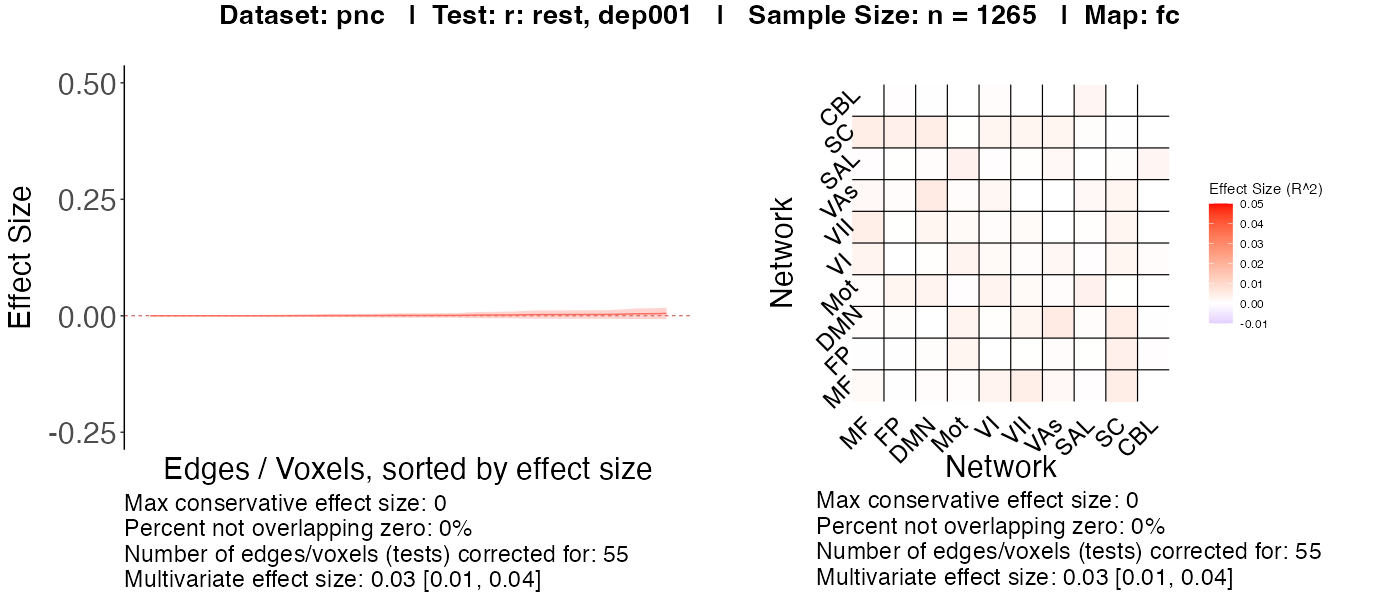 Dataset: pnc | Test: r: rest, dep001 | Sample Size: n = 1265 | Map: fc
0.50
0.25
0.00
-0.25
Effect Size
Edges / Voxels, sorted by effect size
Max conservative effect size: 0
Percent not overlapping zero: 0%
Number of edges/voxels (tests) corrected for: 55
Multivariate effect size: 0.03 [0.01, 0.04]
Network
CBL
SC
SAL
VAs
VII
VI
Mot
DMN
FP
MF
MF
FP
DMN
Mot
VI
VII
VAs
SAL
SC
CBL
Network
Effect Size (R^2)
0.05
0.04
0.03
0.02
0.01
0.00
-0.01
Max conservative effect size: 0
Percent not overlapping zero: 0%
Number of edges/voxels (tests) corrected for: 55
Multivariate effect size: 0.03 [0.01, 0.04]